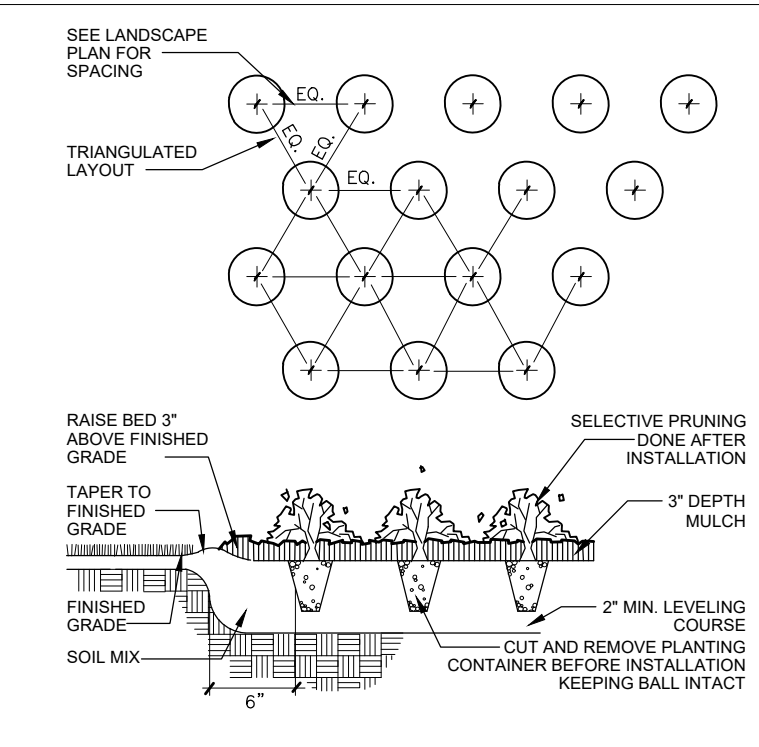 SEE LANDSCAPE
PLAN FOR
SPACING
EQ.
EQ.
EQ.
TRIANGULATED
LAYOUT
EQ.
RAISE BED 3"
ABOVE FINISHED
GRADE
TAPER TO
FINISHED
GRADE
FINISHED
GRADE
SOIL MIX
6"
SELECTIVE PRUNING
DONE AFTER
INSTALLATION
3" DEPTH
MULCH
2" MIN. LEVELING
COURSE
CUT AND REMOVE PLANTING
CONTAINER BEFORE INSTALLATION
KEEPING BALL INTACT